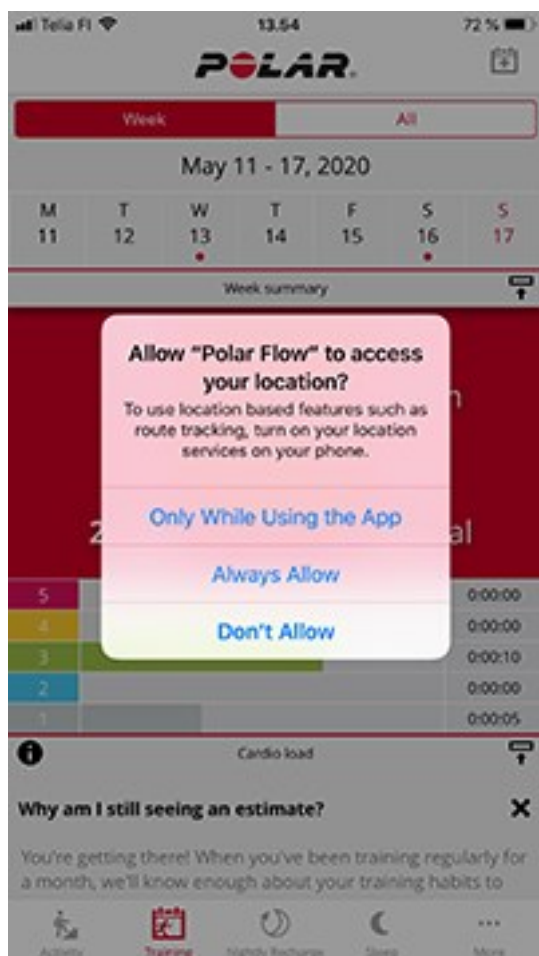 Telia FI 13.54 72 %
POLAR.
Week All
May 11 - 17, 2020
M T W T F S S
11 12 13 14 15 16 17
Week summary
Allow “Polar Flow” to access
your location?
To use location based features such as
route tracking, turn on your location
services on your phone.
Only While Using the App
2 al
Always Allow
5 0:00:00
Don’t Allow
4 0:00:00
3 0:00:10
2 0:00:00
1 0:00:05
Cardio load
Why am I still seeing an estimate?
You're getting there! When you've been training regularly for
a month, we'll know enough about your training habits to
Activity Training Nightly Recharge Sleep More